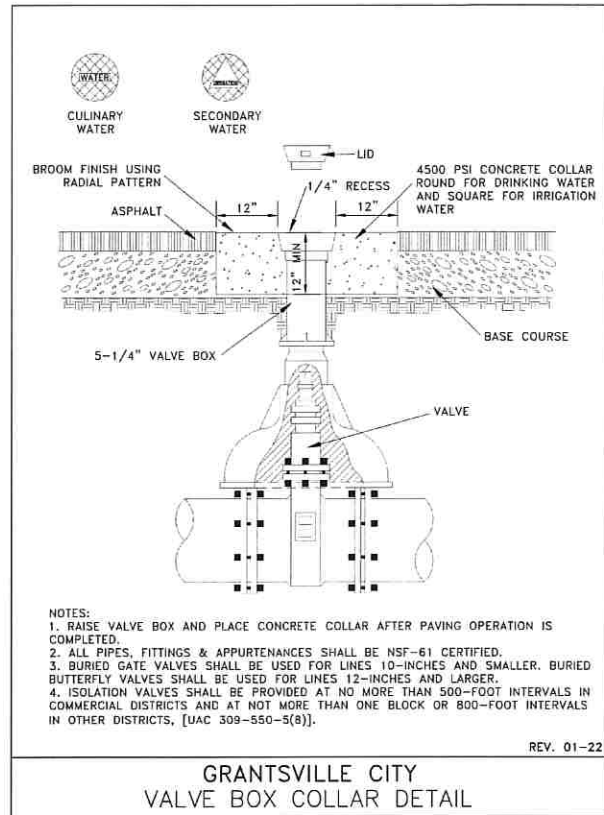 WATER
CULINARY
WATER
SECONDARY
WATER
LID
BROOM FINISH USING
RADIAL PATTERN
1/4" RECESS
4500 PSI CONCRETE COLLAR
ROUND FOR DRINKING WATER
AND SQUARE FOR IRRIGATION
WATER
12"
12"
ASPHALT
12" MIN
BASE COURSE
5-1/4" VALVE BOX
VALVE
NOTES:
1. RAISE VALVE BOX AND PLACE CONCRETE COLLAR AFTER PAVING OPERATION IS
COMPLETED.
2. ALL PIPES, FITTINGS & APPURTENANCES SHALL BE NSF-61 CERTIFIED.
3. BURIED GATE VALVES SHALL BE USED FOR LINES 10-INCHES AND SMALLER. BURIED
BUTTERFLY VALVES SHALL BE USED FOR LINES 12-INCHES AND LARGER.
4. ISOLATION VALVES SHALL BE PROVIDED AT NO MORE THAN 500-FOOT INTERVALS IN
COMMERCIAL DISTRICTS AND AT NOT MORE THAN ONE BLOCK OR 800-FOOT INTERVALS
IN OTHER DISTRICTS, [UAC 309-550-5(8)].
REV. 01-22
GRANTSVILLE CITY
VALVE BOX COLLAR DETAIL